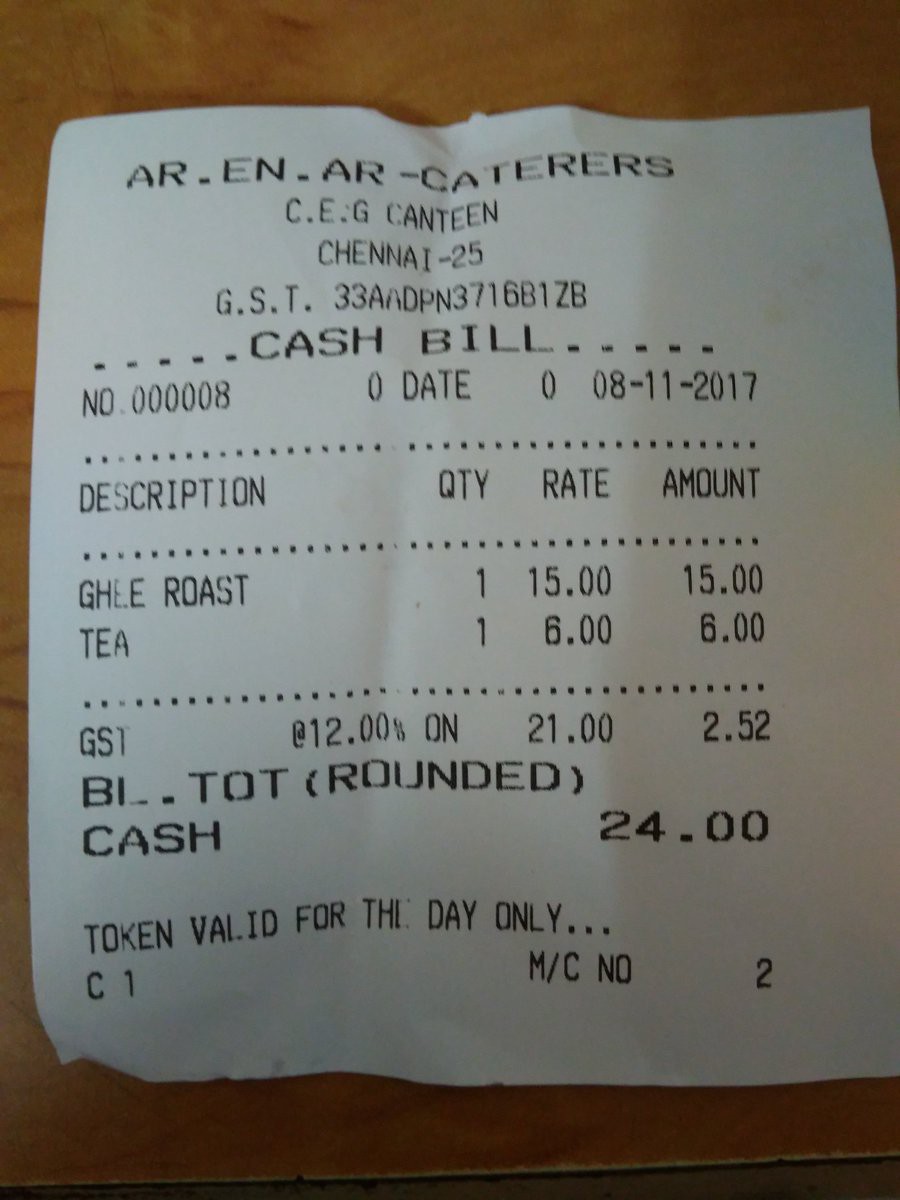 AR.EN.AR-CATERERS
C.E.G CANTEEN
CHENNAI-25
G.S.T. 33AADPN3716B1ZB
.....CASH BILL.....
NO.000008 0 DATE 0 08-11-2017
DESCRIPTION QTY RATE AMOUNT
GHEE ROAST 1 15.00 15.00
TEA 1 6.00 6.00
GST @12.00% ON 21.00 2.52
BILL.TOT(ROUNDED)
CASH 24.00
TOKEN VALID FOR THE DAY ONLY...
C 1 M/C NO 2